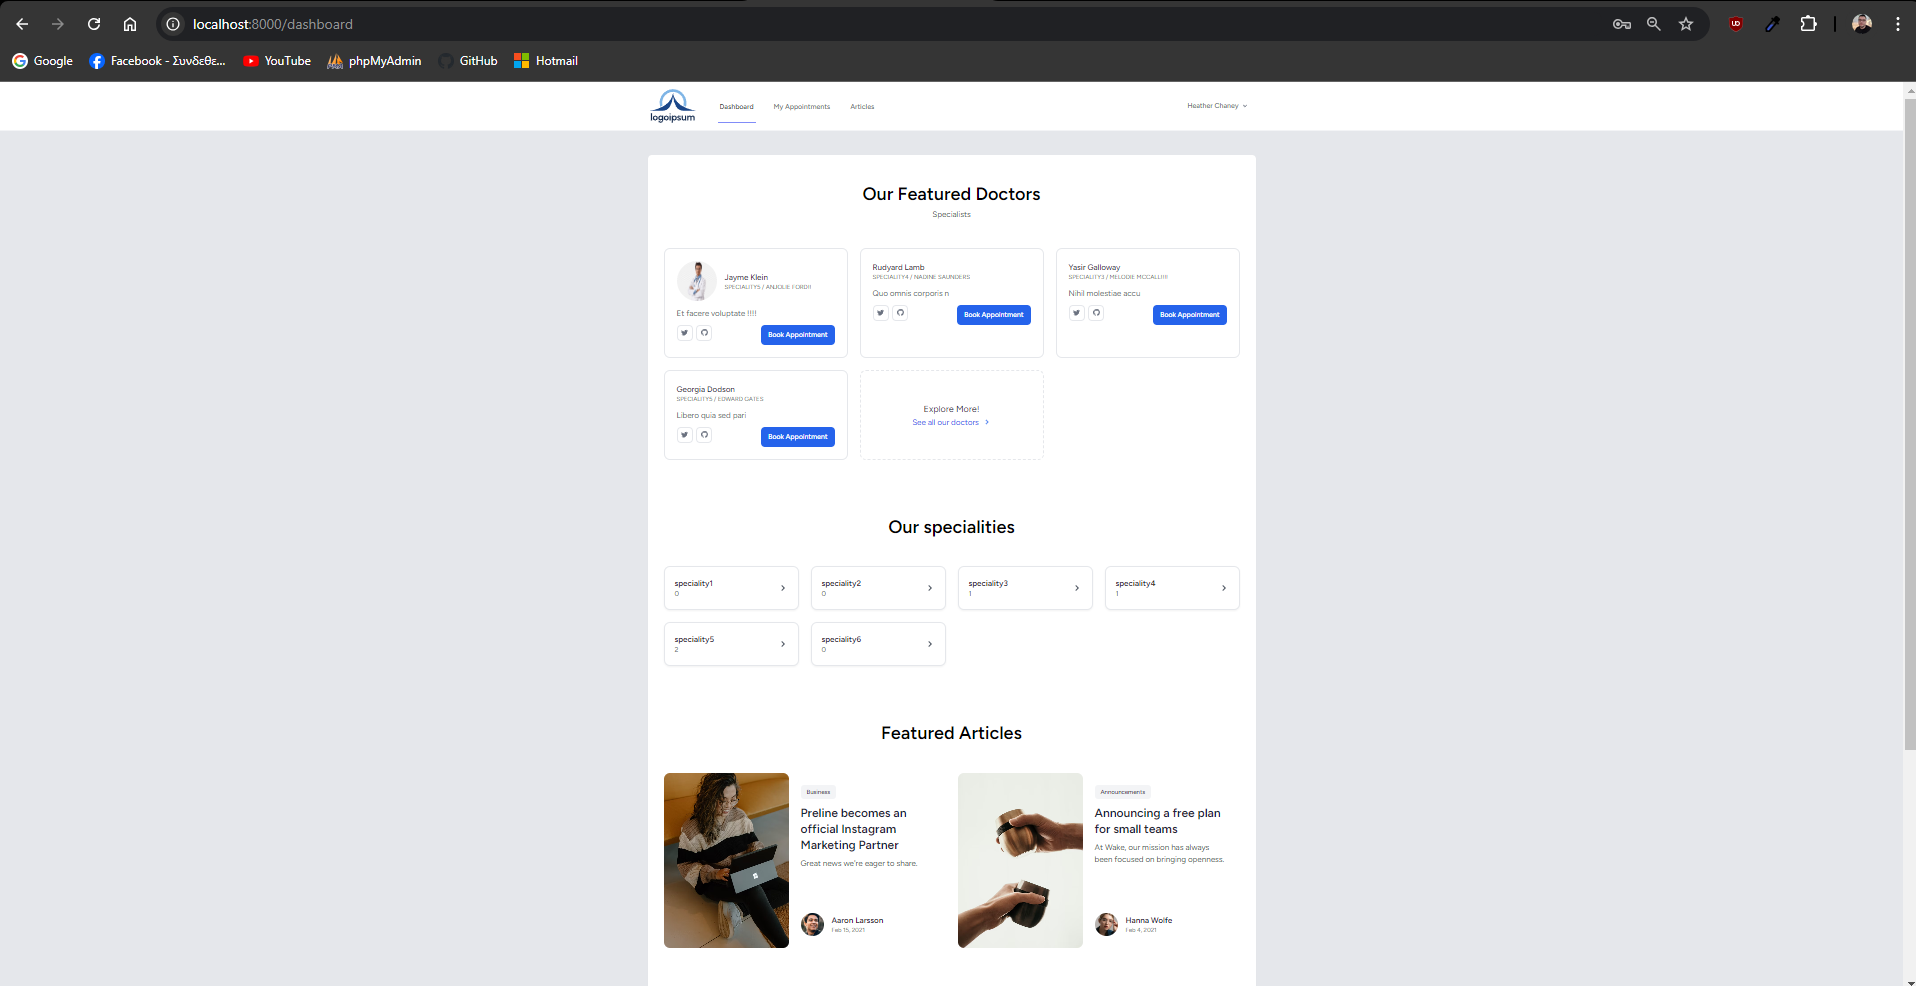 localhost:8000/dashboard
Google
Facebook - Συνδεθε...
YouTube
phpMyAdmin
GitHub
Hotmail
logoipsum
Dashboard
My Appointments
Articles
Heather Chaney
Our Featured Doctors
Specialists
Jayme Klein
SPECIALITY5 / ANJOLIE FORD!!
Et facere voluptate !!!!
Book Appointment
Rudyard Lamb
SPECIALITY4 / NADINE SAUNDERS
Quo omnis corporis n
Book Appointment
Yasir Galloway
SPECIALITY3 / MELODIE
Nihil molestiae accu
Book Appointment
Georgia Dodson
SPECIALITY5 / EDWARD GATES
Libero quia sed pari
Book Appointment
Explore More!
See all our doctors
Our specialities
speciality1
0
speciality2
0
speciality3
1
speciality4
1
speciality5
2
speciality6
0
Featured Articles
Business
Preline becomes an
official Instagram
Marketing Partner
Great news we're eager to share.
Aaron Larsson
Feb 15, 2021
Announcements
Announcing a free plan
for small teams
At Wake, our mission has always
been focused on bringing openness.
Hanna Wolfe
Feb 4, 2021